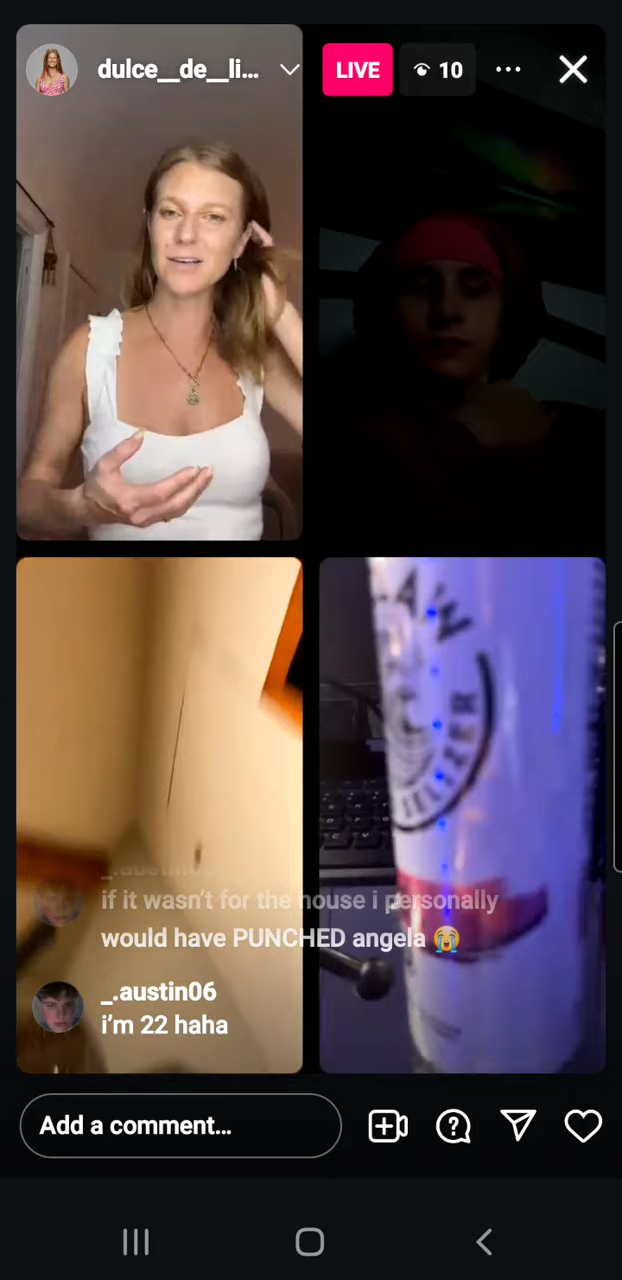 dulce__de__li...
LIVE
10
if it wasn't for the house i personally
would have PUNCHED angela 😭
_.austin06
i'm 22 haha
SELTZER
Add a comment...